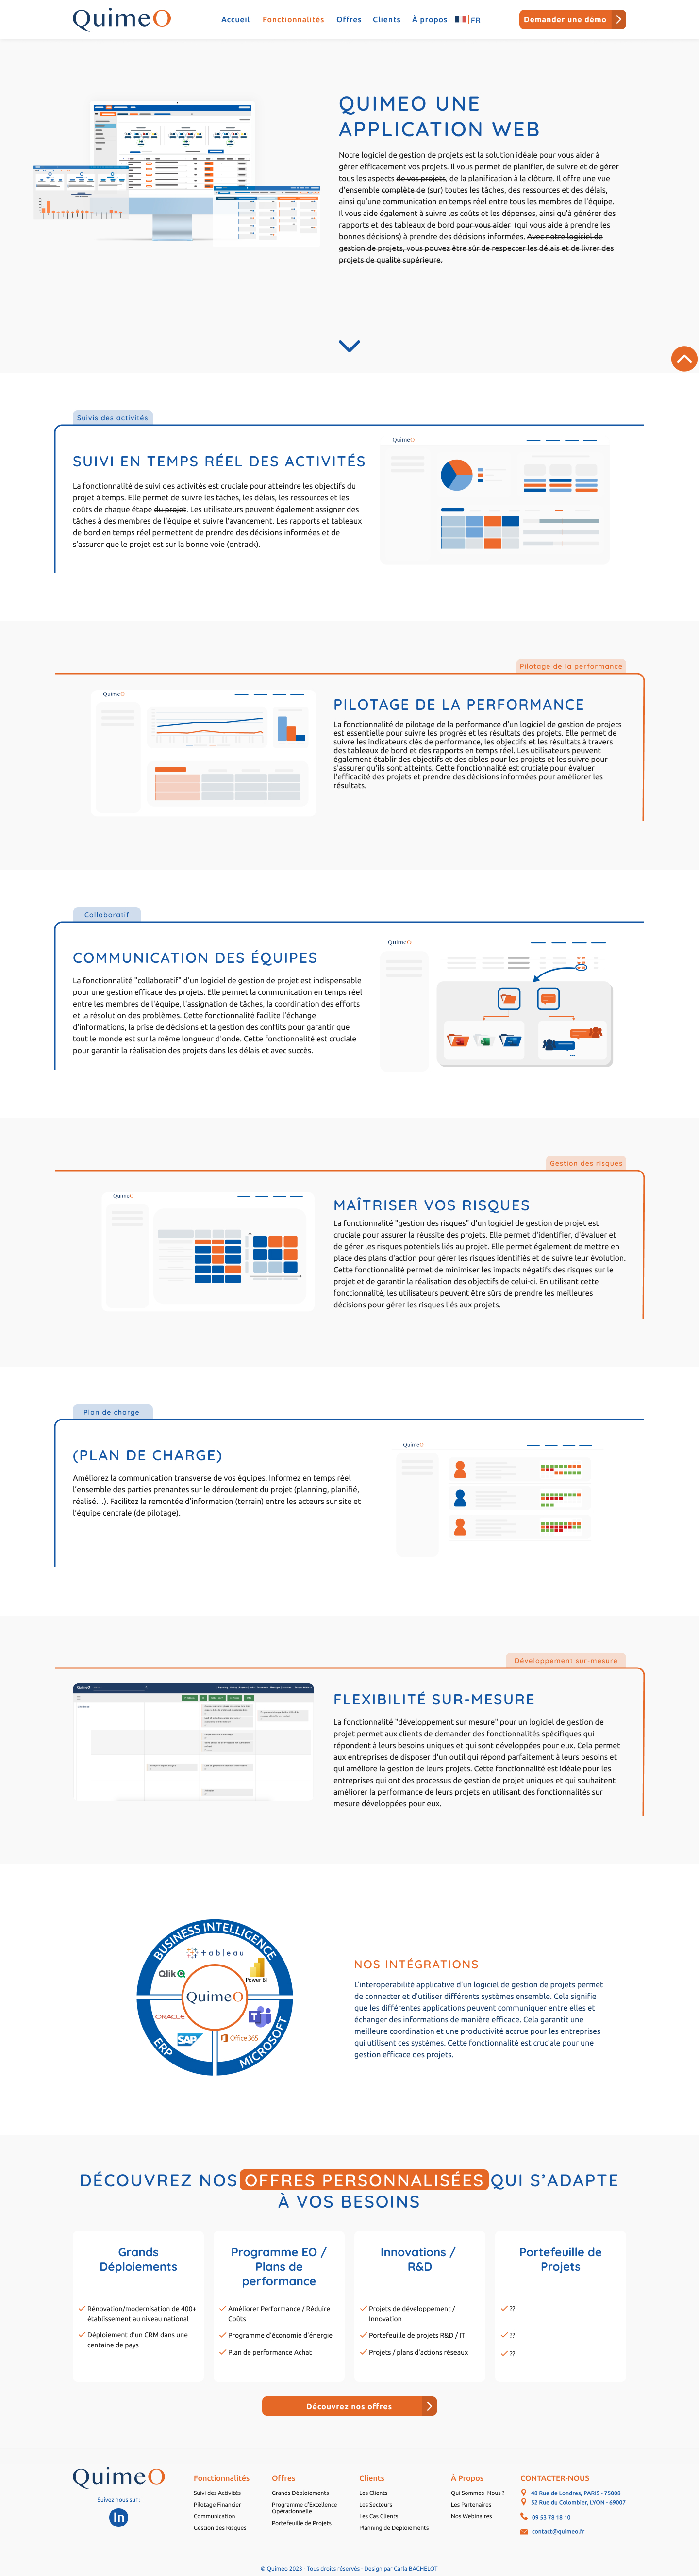 QuimeO
Accueil Fonctionnalités Offres Clients À propos FR
Demander une démo
QUIMEO UNE
APPLICATION WEB
Notre logiciel de gestion de projets est la solution idéale pour vous aider à
gérer efficacement vos projets. Il vous permet de planifier, de suivre et de gérer
tous les aspects de vos projets, de la planification à la clôture. Il offre une vue
d'ensemble complète de (sur) toutes les tâches, des ressources et des délais,
ainsi qu'une communication en temps réel entre tous les membres de l'équipe.
Il vous aide également à suivre les coûts et les dépenses, ainsi qu'à générer des
rapports et des tableaux de bord pour vous aider (qui vous aide à prendre les
bonnes décisions) à prendre des décisions informées. Avec notre logiciel de
gestion de projets, vous pouvez être sûr de respecter les délais et de livrer des
projets de qualité supérieure.
Suivis des activités
SUIVI EN TEMPS RÉEL DES ACTIVITÉS
La fonctionalité de suivi des activités est cruciale pour atteindre les objectifs du
projet à temps. Elle permet de suivre les tâches, les délais, les ressources et les
coûts de chaque étape du projet. Les utilisateurs peuvent également assigner des
tâches à des membres de l'équipe et suivre l'avancement. Les rapports et tableaux
de bord en temps réel permettent de prendre des décisions informées et de
s'assurer que le projet est sur la bonne voie (ontrack).
QuimeO
Pilotage de la performance
QuimeO
PILOTAGE DE LA PERFORMANCE
La fonctionalité de pilotage de la performance d'un logiciel de gestion de projets
est essentielle pour suivre les progrès et les résultats des projets. Elle permet de
suivre les indicateurs clés de performance, les objectifs et les résultats à travers
des tableaux de bord et des rapports en temps réel. Les utilisateurs peuvent
également établir des objectifs et des cibles pour les projets et les suivre pour
s'assurer qu'ils sont atteints. Cette fonctionalité est cruciale pour évaluer
l'efficacité des projets et prendre des décisions informées pour améliorer les
résultats.
Collaboratif
COMMUNICATION DES ÉQUIPES
La fonctionalité "collaboratif" d'un logiciel de gestion de projet est indispensable
pour une gestion efficace des projets. Elle permet la communication en temps réel
entre les membres de l'équipe, l'assignation de tâches, la coordination des efforts
et la résolution des problèmes. Cette fonctionalité facilite l'échange
d'informations, la prise de décisions et la gestion des conflits pour garantir que
tout le monde est sur la même longueur d'onde. Cette fonctionalité est cruciale
pour garantir la réalisation des projets dans les délais et avec succès.
QuimeO
Gestion des risques
QuimeO
MAÎTRISER VOS RISQUES
La fonctionalité "gestion des risques" d'un logiciel de gestion de projet est
cruciale pour assurer la réussite des projets. Elle permet d'identifier, d'évaluer et
de gérer les risques potentiels liés au projet. Elle permet également de mettre en
place des plans d'action pour gérer les risques identifiés et de suivre leur évolution.
Cette fonctionalité permet de minimiser les impacts négatifs des risques sur le
projet et de garantir la réalisation des objectifs de celui-ci. En utilisant cette
fonctionalité, les utilisateurs peuvent être sûrs de prendre les meilleures
décisions pour gérer les risques liés aux projets.
Plan de charge
(PLAN DE CHARGE)
Améliorez la communication transverse de vos équipes. Informez en temps réel
l'ensemble des parties prenantes sur le déroulement du projet (planning, planifié,
réalisé…). Facilitez la remontée d'information (terrain) entre les acteurs sur site et
l'équipe centrale (de pilotage).
QuimeO
Développement sur-mesure
QUIMEO
FLEXIBILITÉ SUR-MESURE
La fonctionalité "développement sur mesure" pour un logiciel de gestion de
projet permet aux clients de demander des fonctionalités spécifiques qui
répondent à leurs besoins uniques et qui sont développées pour eux. Cela permet
aux entreprises de disposer d'un outil qui répond parfaitement à leurs besoins et
qui améliore la gestion de leurs projets. Cette fonctionalité est idéale pour les
entreprises qui ont des processus de gestion de projet uniques et qui souhaitent
améliorer la performance de leurs projets en utilisant des fonctionnalités sur
mesure développées pour eux.
BUSINESS INTELLIGENCE
+ableau
Qlik
Power BI
QuimeO
ORACLE
SAP
Office 365
ERP
MICROSOFT
NOS INTÉGRATIONS
L'interopérabilité applicative d'un logiciel de gestion de projets permet
de connecter et d'utiliser différents systèmes ensemble. Cela signifie
que les différentes applications peuvent communiquer entre elles et
échanger des informations de manière efficace. Cela garantit une
meilleure coordination et une productivité accrue pour les entreprises
qui utilisent ces systèmes. Cette fonctionalité est cruciale pour une
gestion efficace des projets.
DÉCOUVREZ NOS OFFRES PERSONNALISÉES QUI S'ADAPTE
À VOS BESOINS
Grands
Déploiements
Rénovation/modernisation de 400+
établissement au niveau national
Déploiement d'un CRM dans une
centaine de pays
Programme EO /
Plans de
performance
Améliorer Performance / Réduire
Coûts
Programme d'économie d'énergie
Plan de performance Achat
Innovations /
R&D
Projets de développement /
Innovation
Portefeuille de projets R&D / IT
Projets / plans d'actions réseaux
Portefeuille de
Projets
??
??
??
Découvrez nos offres
QuimeO
Suivez nous sur :
In
Fonctionnalités
Suivi des Activités
Pilotage Financier
Communication
Gestion des Risques
Offres
Grands Déploiements
Programme d'Excellence
Opérationnelle
Portefeuille de Projets
Clients
Les Clients
Les Secteurs
Les Cas Clients
Planning de Déploiements
À Propos
Qui Sommes- Nous ?
Les Partenaires
Nos Webinaires
CONTACTER-NOUS
48 Rue de Londres, PARIS - 75008
52 Rue du Colombier, LYON - 69007
09 53 78 18 10
contact@quimeo.fr
© Quimeo 2023 - Tous droits réservés - Design par Carla BACHELOT